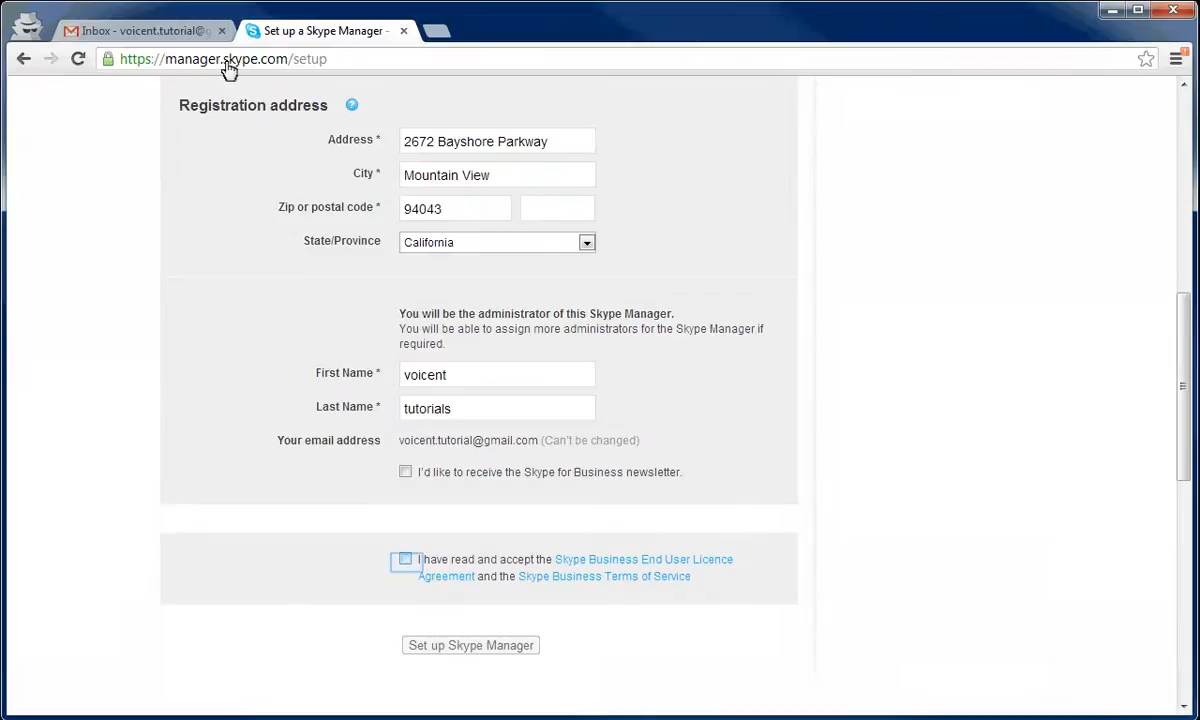 Inbox - voicent.tutorial@g
Set up a Skype Manager -
https://manager.skype.com/setup
Registration address
Address *
2672 Bayshore Parkway
City *
Mountain View
Zip or postal code *
94043
State/Province
California
You will be the administrator of this Skype Manager.
You will be able to assign more administrators for the Skype Manager if
required.
First Name *
voicent
Last Name *
tutorials
Your email address
voicent.tutorial@gmail.com (Can't be changed)
I'd like to receive the Skype for Business newsletter.
I have read and accept the Skype Business End User Licence
Agreement and the Skype Business Terms of Service
Set up Skype Manager